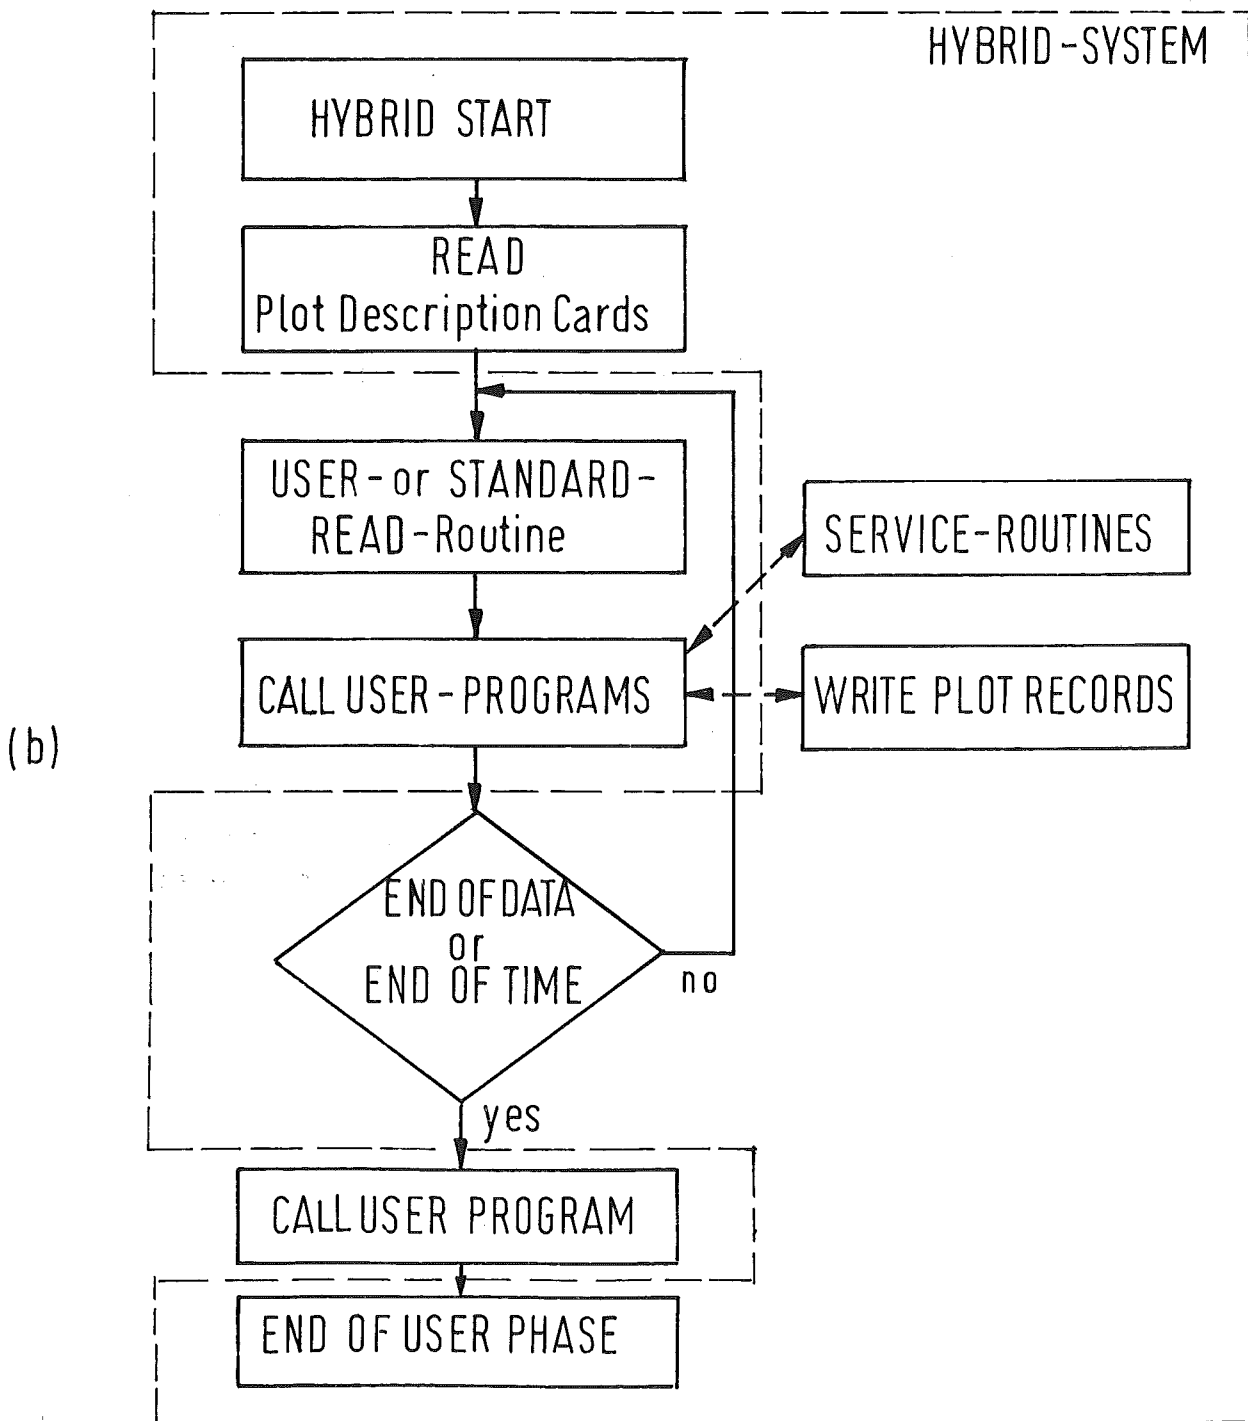 HYBRID-SYSTEM
HYBRID START
READ
Plot Description Cards
USER- or STANDARD-
READ-Routine
SERVICE-ROUTINES
CALL USER-PROGRAMS
WRITE PLOT RECORDS
(b)
END OF DATA
or
END OF TIME
no
yes
CALL USER PROGRAM
END OF USER PHASE